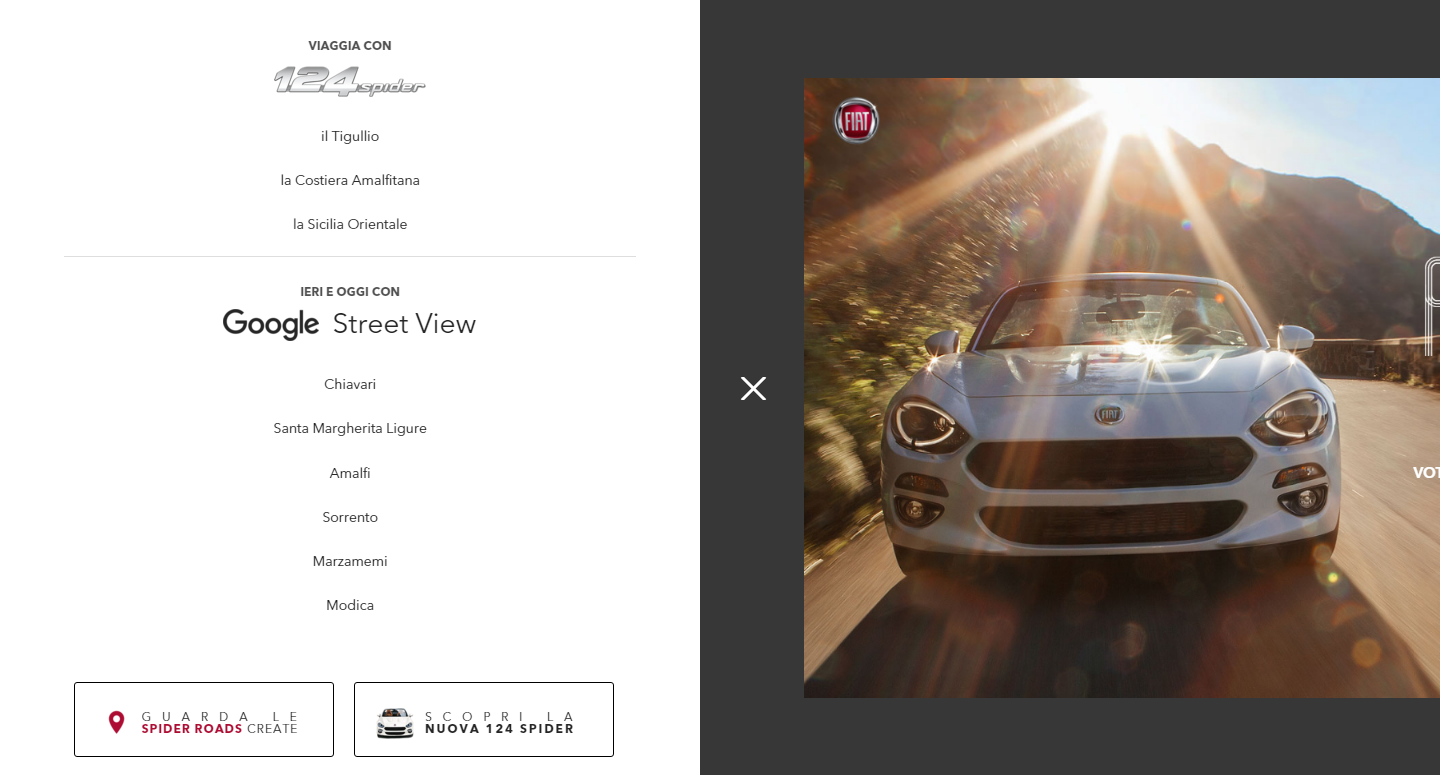 VIAGGIA CON
124 spider
il Tigullio
la Costiera Amalfitana
la Sicilia Orientale
IERI E OGGI CON
Google Street View
Chiavari
Santa Margherita Ligure
Amalfi
Sorrento
Marzamemi
Modica
GUARDA LE
SPIDER ROADS CREATE
SCOPRI LA
NUOVA 124 SPIDER
FIAT
FIAT